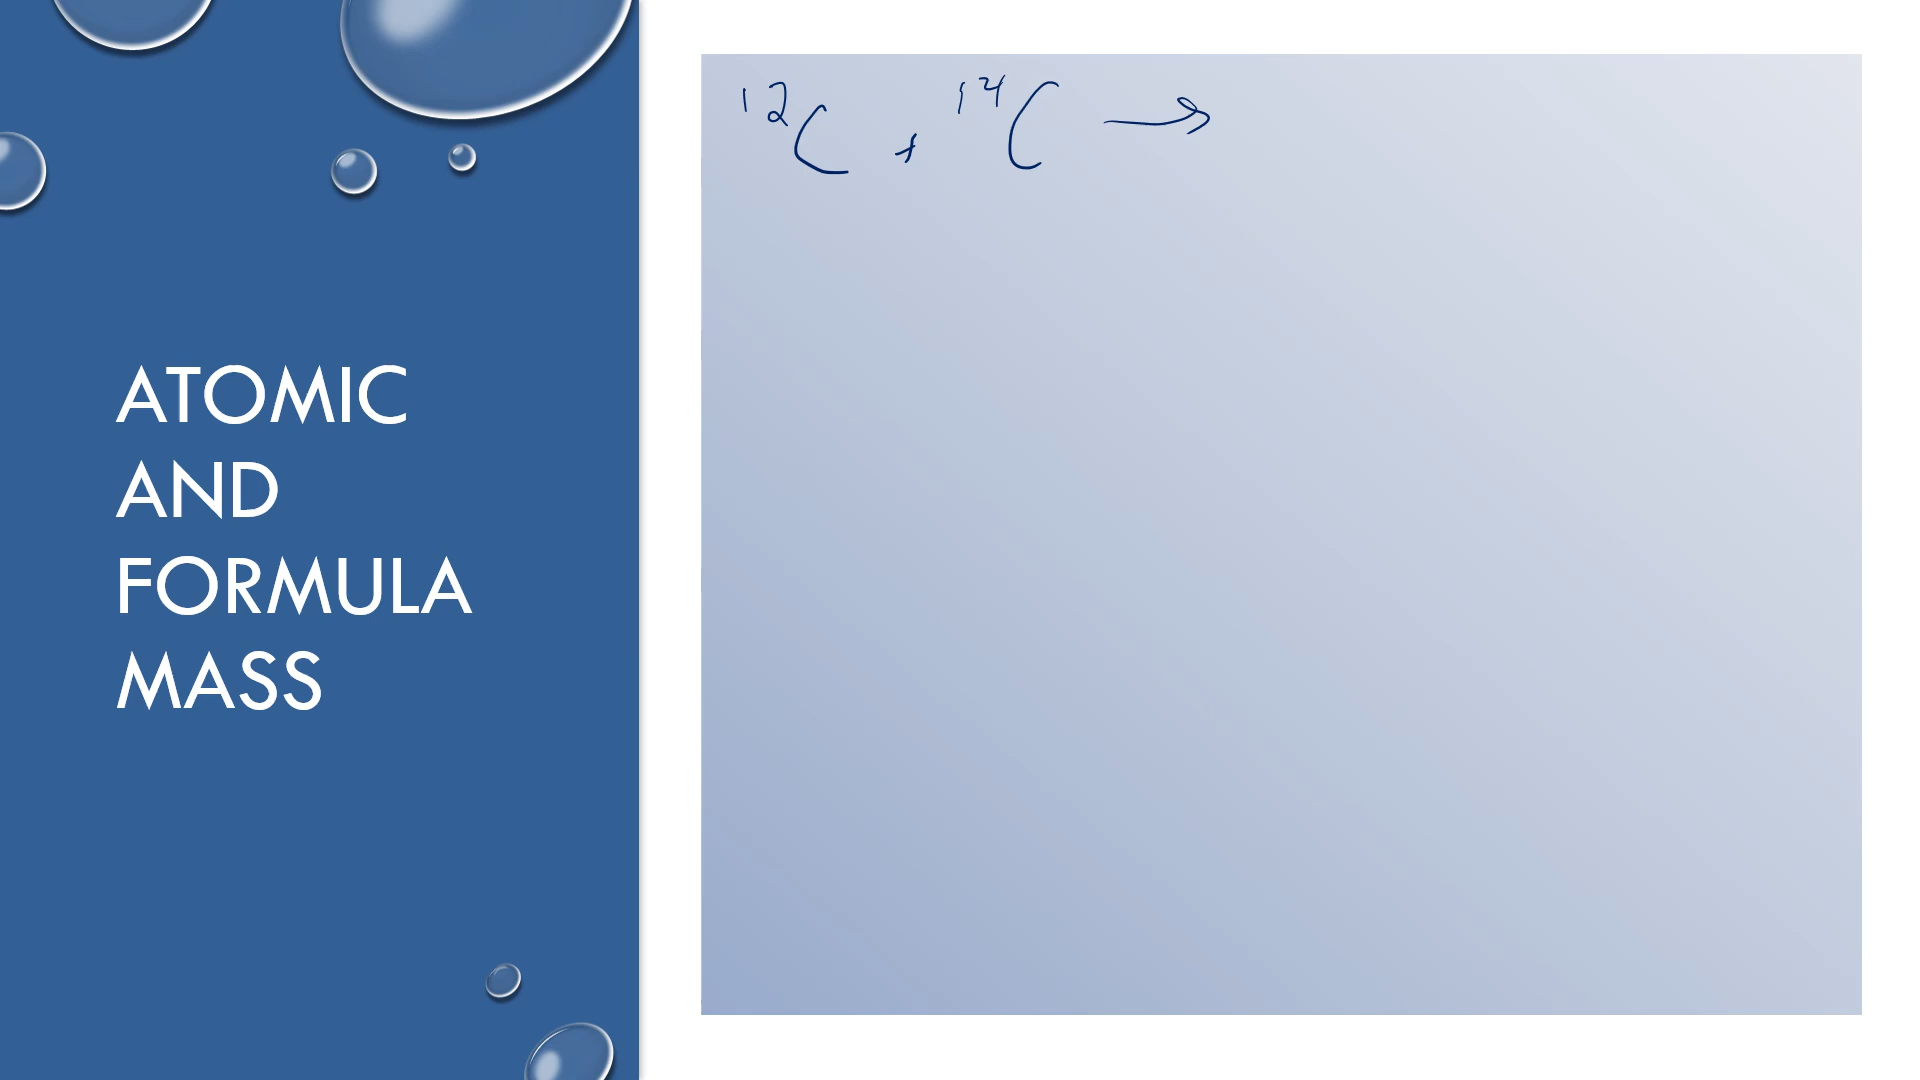 ATOMIC
AND
FORMULA
MASS
¹²C + ¹⁴C →